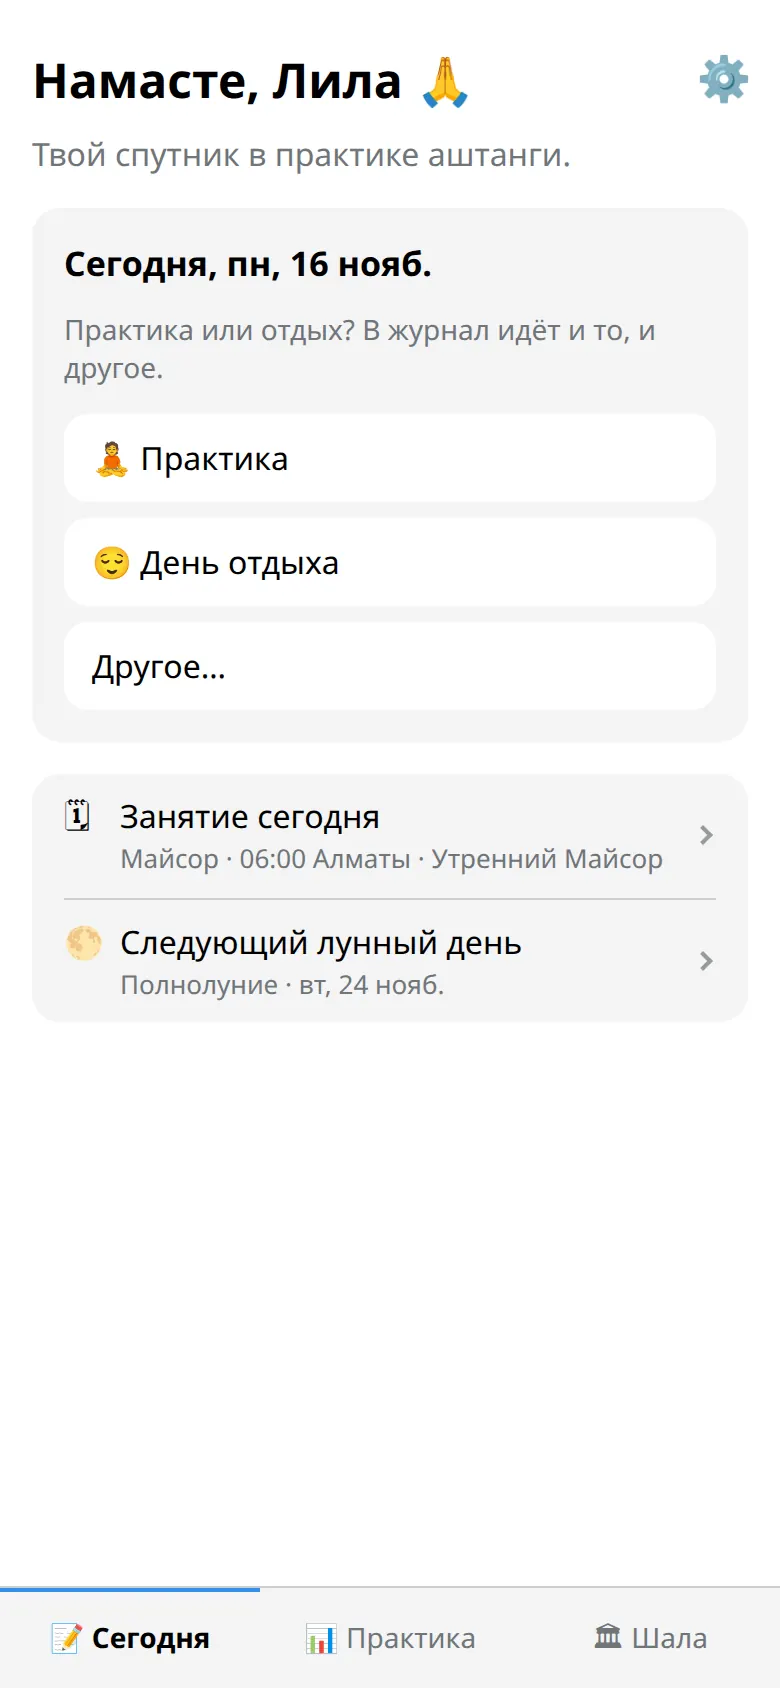 Намасте, Лила 🙏 ⚙️
Твой спутник в практике аштанги.
Сегодня, пн, 16 нояб.
Практика или отдых? В журнал идёт и то, и
другое.
🧘 Практика
😌 День отдыха
Другое...
🗓 Занятие сегодня
Майсор · 06:00 Алматы · Утренний Майсор
🌕 Следующий лунный день
Полнолуние · вт, 24 нояб.
📝 Сегодня
📊 Практика
🏛 Шала